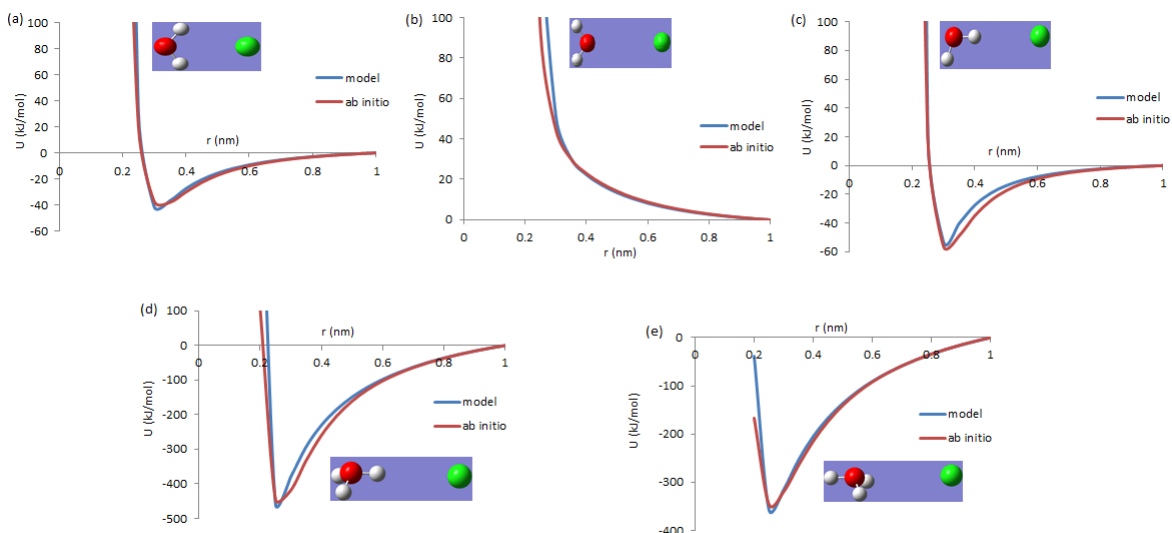 (a)
100
80
60
40
20
0
-20
-40
-60
U (kJ/mol)
r (nm)
0 0.2 0.4 0.6 0.8 1
model
ab initio
(b)
100
80
60
40
20
0
U (kJ/mol)
0 0.2 0.4 0.6 0.8 1
r (nm)
model
ab initio
(c)
100
80
60
40
20
0
-20
-40
-60
U (kJ/mol)
r (nm)
0 0.2 0.4 0.6 0.8 1
model
ab initio
(d)
100
0
-100
-200
-300
-400
-500
U (kJ/mol)
r (nm)
0 0.2 0.4 0.6 0.8 1
model
ab initio
(e)
r (nm)
0 0.2 0.4 0.6 0.8 1
0
-100
-200
-300
-400
U (kJ/mol)
model
ab initio